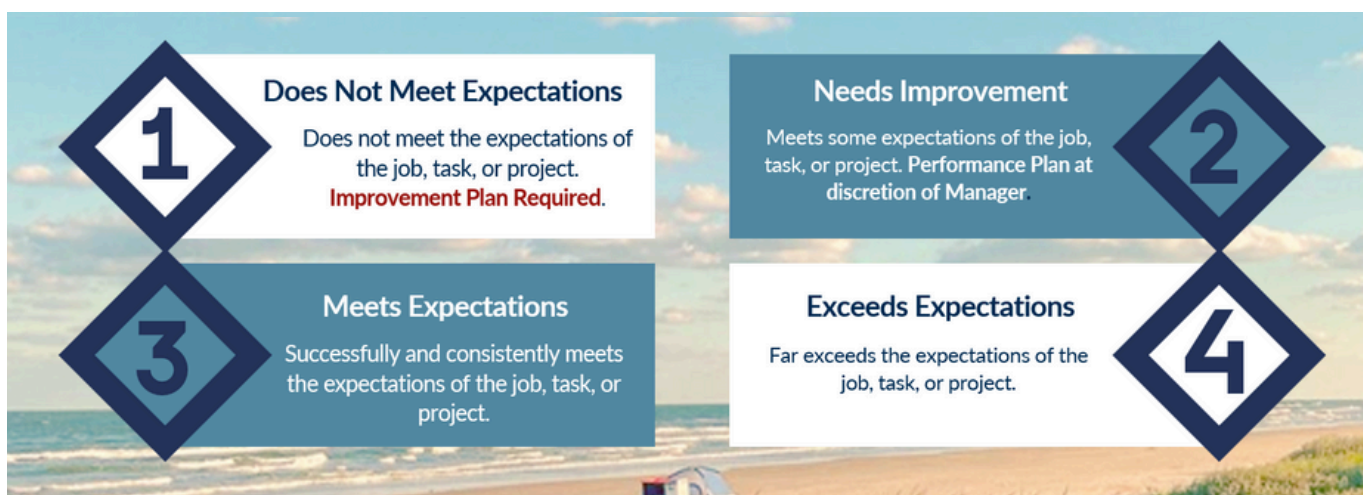 1
Does Not Meet Expectations
Does not meet the expectations of
the job, task, or project.
Improvement Plan Required.
Needs Improvement
Meets some expectations of the job,
task, or project. Performance Plan at
discretion of Manager.
2
3
Meets Expectations
Successfully and consistently meets
the expectations of the job, task, or
project.
Exceeds Expectations
Far exceeds the expectations of the
job, task, or project.
4